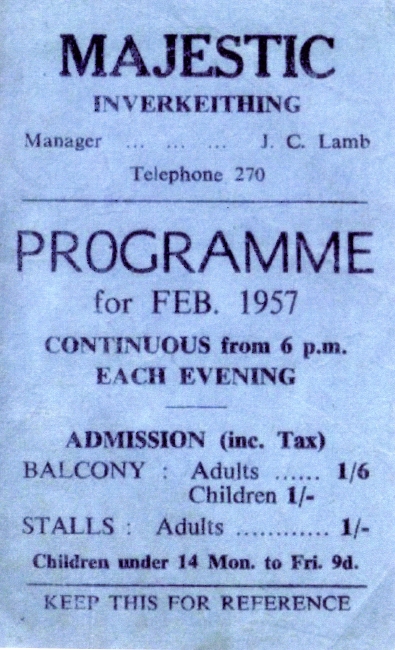 MAJESTIC
INVERKEITHING
Manager ... ... ... J. C. Lamb
Telephone 270
PROGRAMME
for FEB. 1957
CONTINUOUS from 6 p.m.
EACH EVENING
ADMISSION (inc. Tax)
BALCONY : Adults ...... 1/6
Children 1/-
STALLS : Adults ............ 1/-
Children under 14 Mon. to Fri. 9d.
KEEP THIS FOR REFERENCE